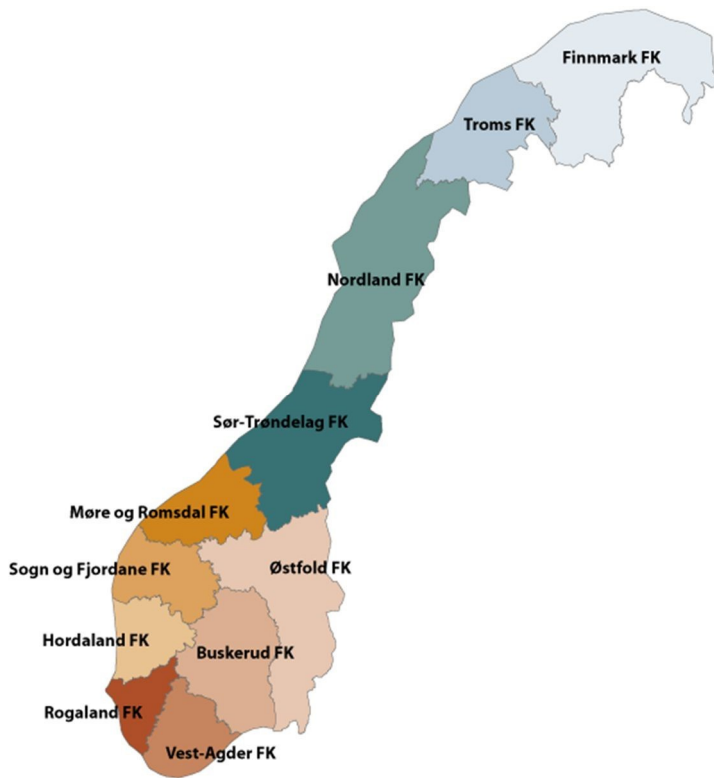 Finnmark FK
Troms FK
Nordland FK
Sør-Trøndelag FK
Møre og Romsdal FK
Sogn og Fjordane FK
Østfold FK
Hordaland FK
Buskerud FK
Rogaland FK
Vest-Agder FK